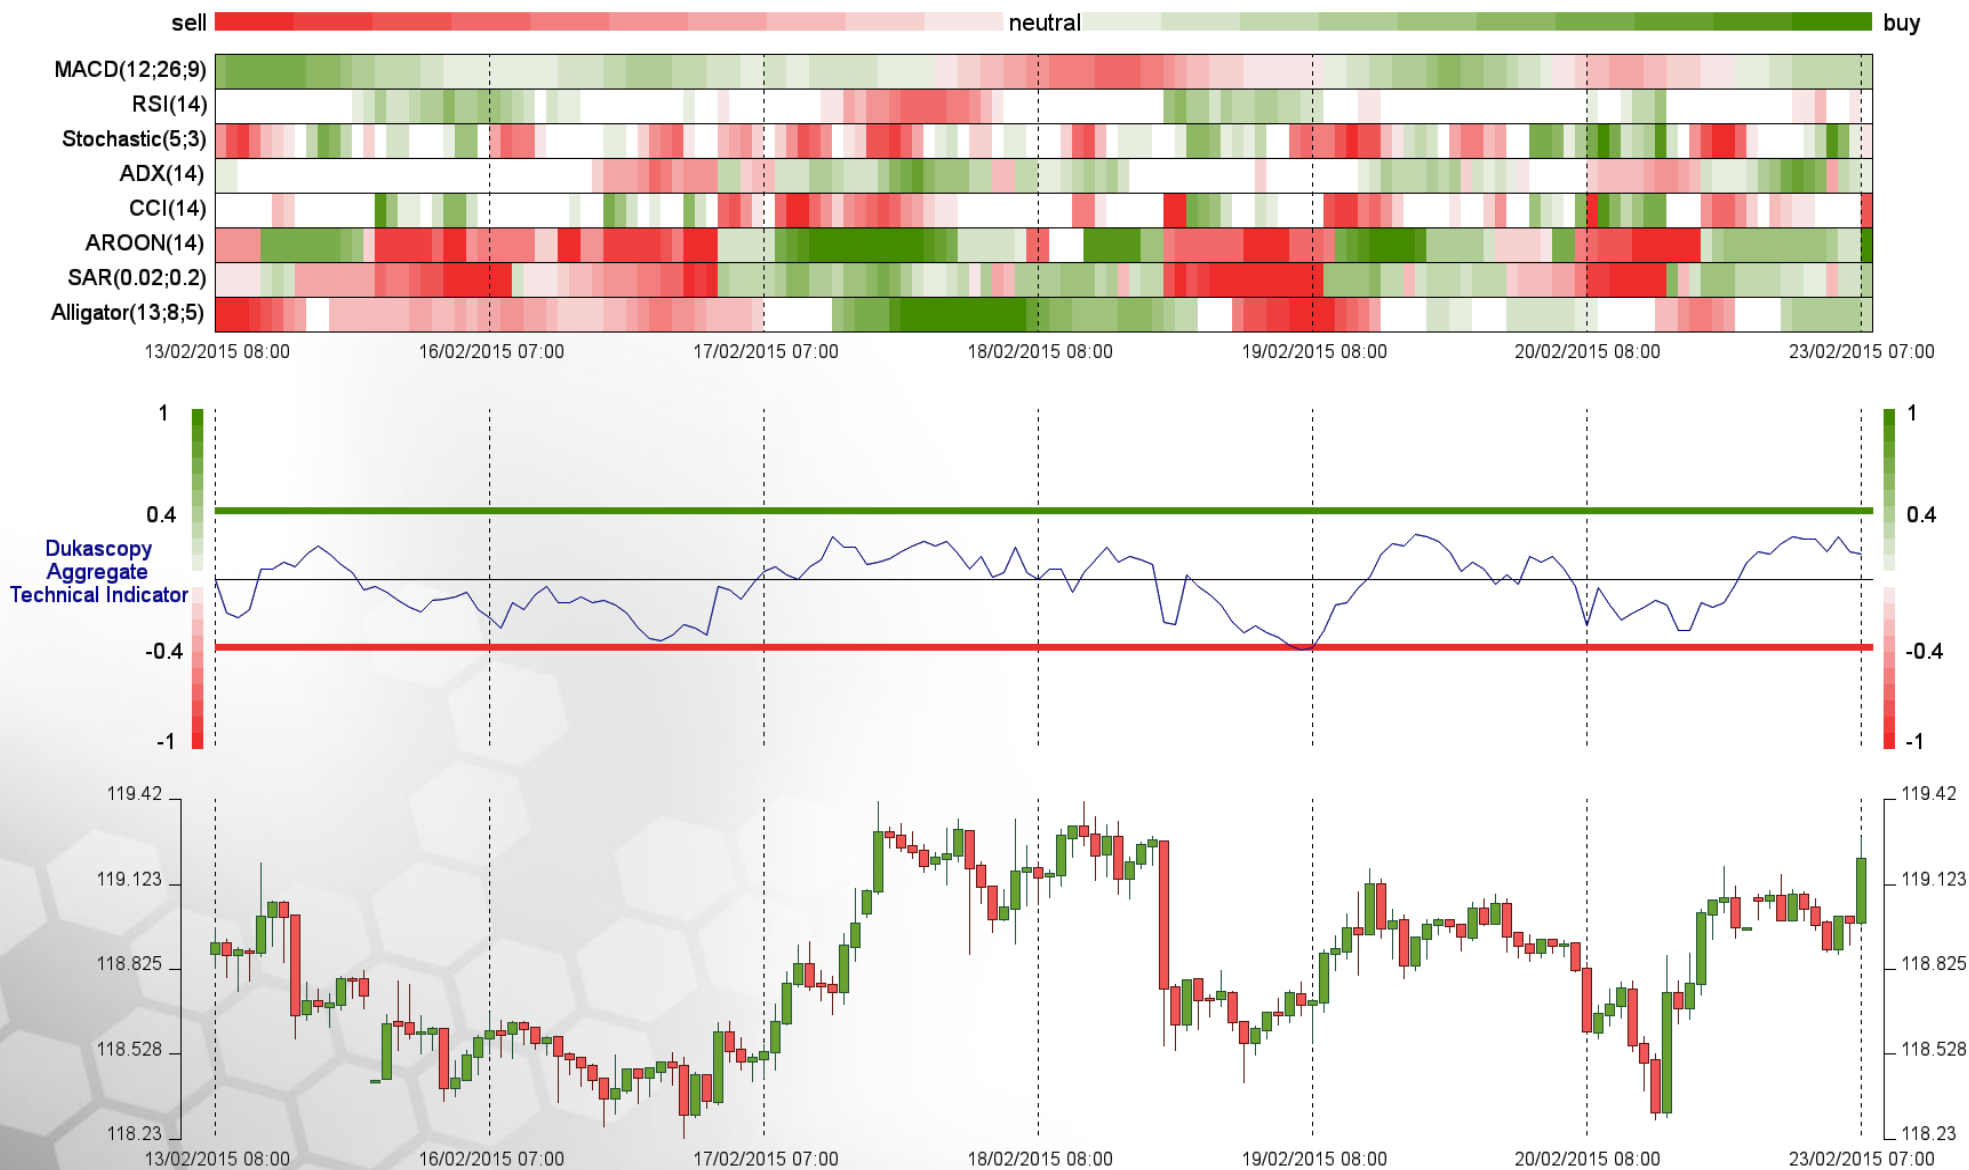 sell neutral buy
MACD(12;26;9)
RSI(14)
Stochastic(5;3)
ADX(14)
CCI(14)
AROON(14)
SAR(0.02;0.2)
Alligator(13;8;5)
13/02/2015 08:00 16/02/2015 07:00 17/02/2015 07:00 18/02/2015 08:00 19/02/2015 08:00 20/02/2015 08:00 23/02/2015 07:00
1 1
0.4 0.4
Dukascopy
Aggregate
Technical Indicator
-0.4 -0.4
-1 -1
119.42 119.42
119.123 119.123
118.825 118.825
118.528 118.528
118.23 118.23
13/02/2015 08:00 16/02/2015 07:00 17/02/2015 07:00 18/02/2015 08:00 19/02/2015 08:00 20/02/2015 08:00 23/02/2015 07:00